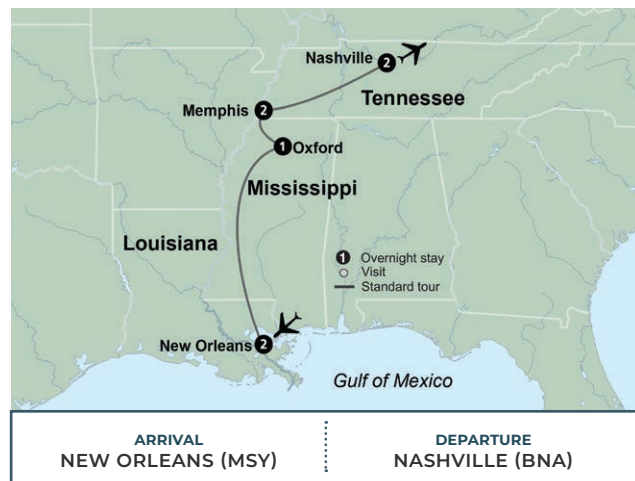 Nashville 2
Tennessee
Memphis 2
1 Oxford
Mississippi
Louisiana
1 Overnight stay
Visit
Standard tour
New Orleans 2
Gulf of Mexico
ARRIVAL
NEW ORLEANS (MSY)
DEPARTURE
NASHVILLE (BNA)